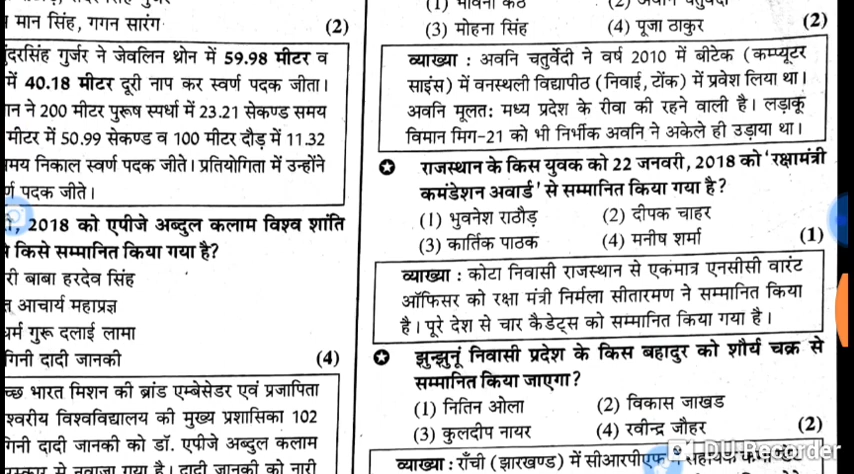 मान सिंह, गगन सारंग (2)
सिंह गुर्जर ने जेवलिन थ्रोन में 59.98 मीटर व
में 40.18 मीटर दूरी नाप कर स्वर्ण पदक जीता।
ने 200 मीटर पुरूष स्पर्धा में 23.21 सेकण्ड समय
मीटर में 50.99 सेकण्ड व 100 मीटर दौड़ में 11.32
निकाल स्वर्ण पदक जीते। प्रतियोगिता में उन्होंने
पदक जीते।
2018 को एपीजे अब्दुल कलाम विश्व शांति
किसे सम्मानित किया गया है?
बाबा हरदेव सिंह
आचार्य महाप्रज्ञ
गुरू दलाई लामा
दादी जानकी (4)
भारत मिशन की ब्रांड एम्बेसेडर एवं प्रजापिता
विश्वविद्यालय की मुख्य प्रशासिका 102
दादी जानकी को डॉ. एपीजे अब्दुल कलाम
से नवाजा गया है। दादी जानकी को नारी
(1) भावना कंठ (2)
(3) मोहना सिंह (4) पूजा ठाकुर (2)
व्याख्या : अवनि चतुर्वेदी ने वर्ष 2010 में बीटेक (कम्प्यूटर
साइंस) में वनस्थली विद्यापीठ (निवाई, टोंक) में प्रवेश लिया था।
अवनि मूलत: मध्य प्रदेश के रीवा की रहने वाली है। लड़ाकू
विमान मिग-21 को भी निर्भीक अवनि ने अकेले ही उड़ाया था।
राजस्थान के किस युवक को 22 जनवरी, 2018 को 'रक्षामंत्री
कमंडेशन अवार्ड' से सम्मानित किया गया है?
(1) भुवनेश राठौड़ (2) दीपक चाहर
(3) कार्तिक पाठक (4) मनीष शर्मा (1)
व्याख्या : कोटा निवासी राजस्थान से एकमात्र एनसीसी वारंट
ऑफिसर को रक्षा मंत्री निर्मला सीतारमण ने सम्मानित किया
है। पूरे देश से चार कैडेट्स को सम्मानित किया गया है।
झुन्झुनूं निवासी प्रदेश के किस बहादुर को शौर्य चक्र से
सम्मानित किया जाएगा?
(1) नितिन ओला (2) विकास जाखड
(3) कुलदीप नायर (4) रवीन्द्र जौहर (2)
व्याख्या : राँची (झारखण्ड) में सीआरपीएफ
DU Recorder